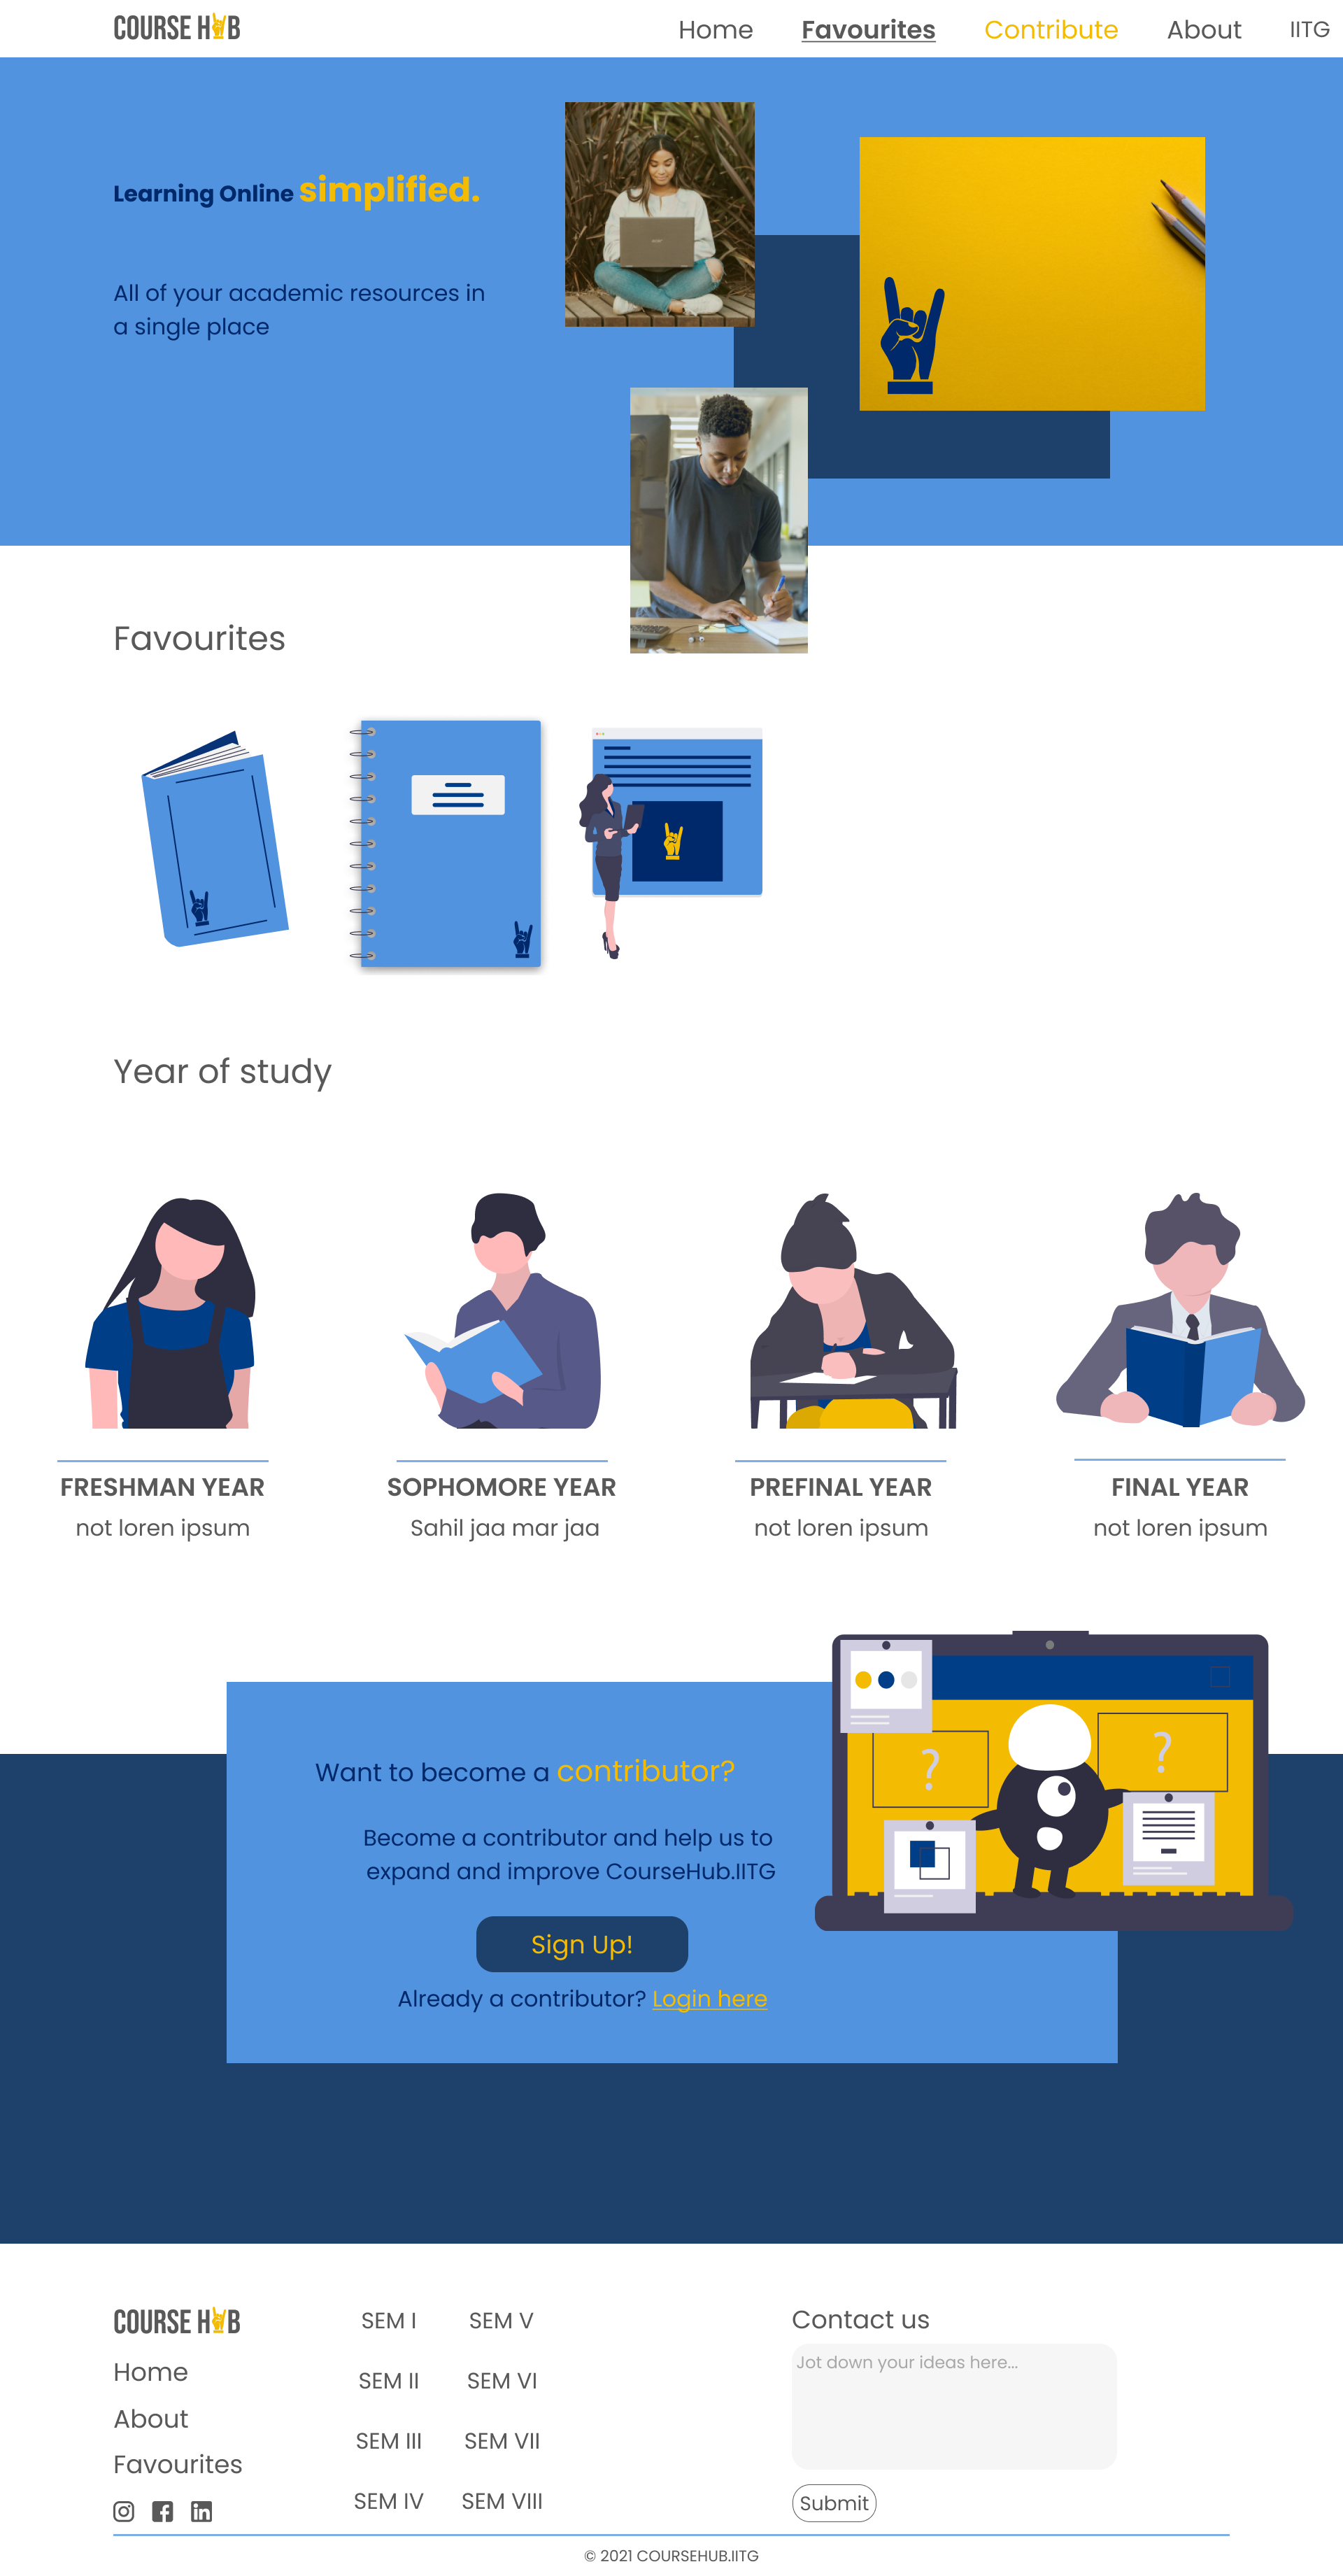 COURSE HUB
Home Favourites Contribute About IITG
Learning Online simplified.
All of your academic resources in
a single place
Favourites
Year of study
FRESHMAN YEAR
not loren ipsum
SOPHOMORE YEAR
Sahil jaa mar jaa
PREFINAL YEAR
not loren ipsum
FINAL YEAR
not loren ipsum
? ?
Want to become a contributor?
Become a contributor and help us to
expand and improve CourseHub.IITG
Sign Up!
Already a contributor? Login here
COURSE HUB
Home
About
Favourites
SEM I SEM V
SEM II SEM VI
SEM III SEM VII
SEM IV SEM VIII
Contact us
Jot down your ideas here...
Submit
© 2021 COURSEHUB.IITG